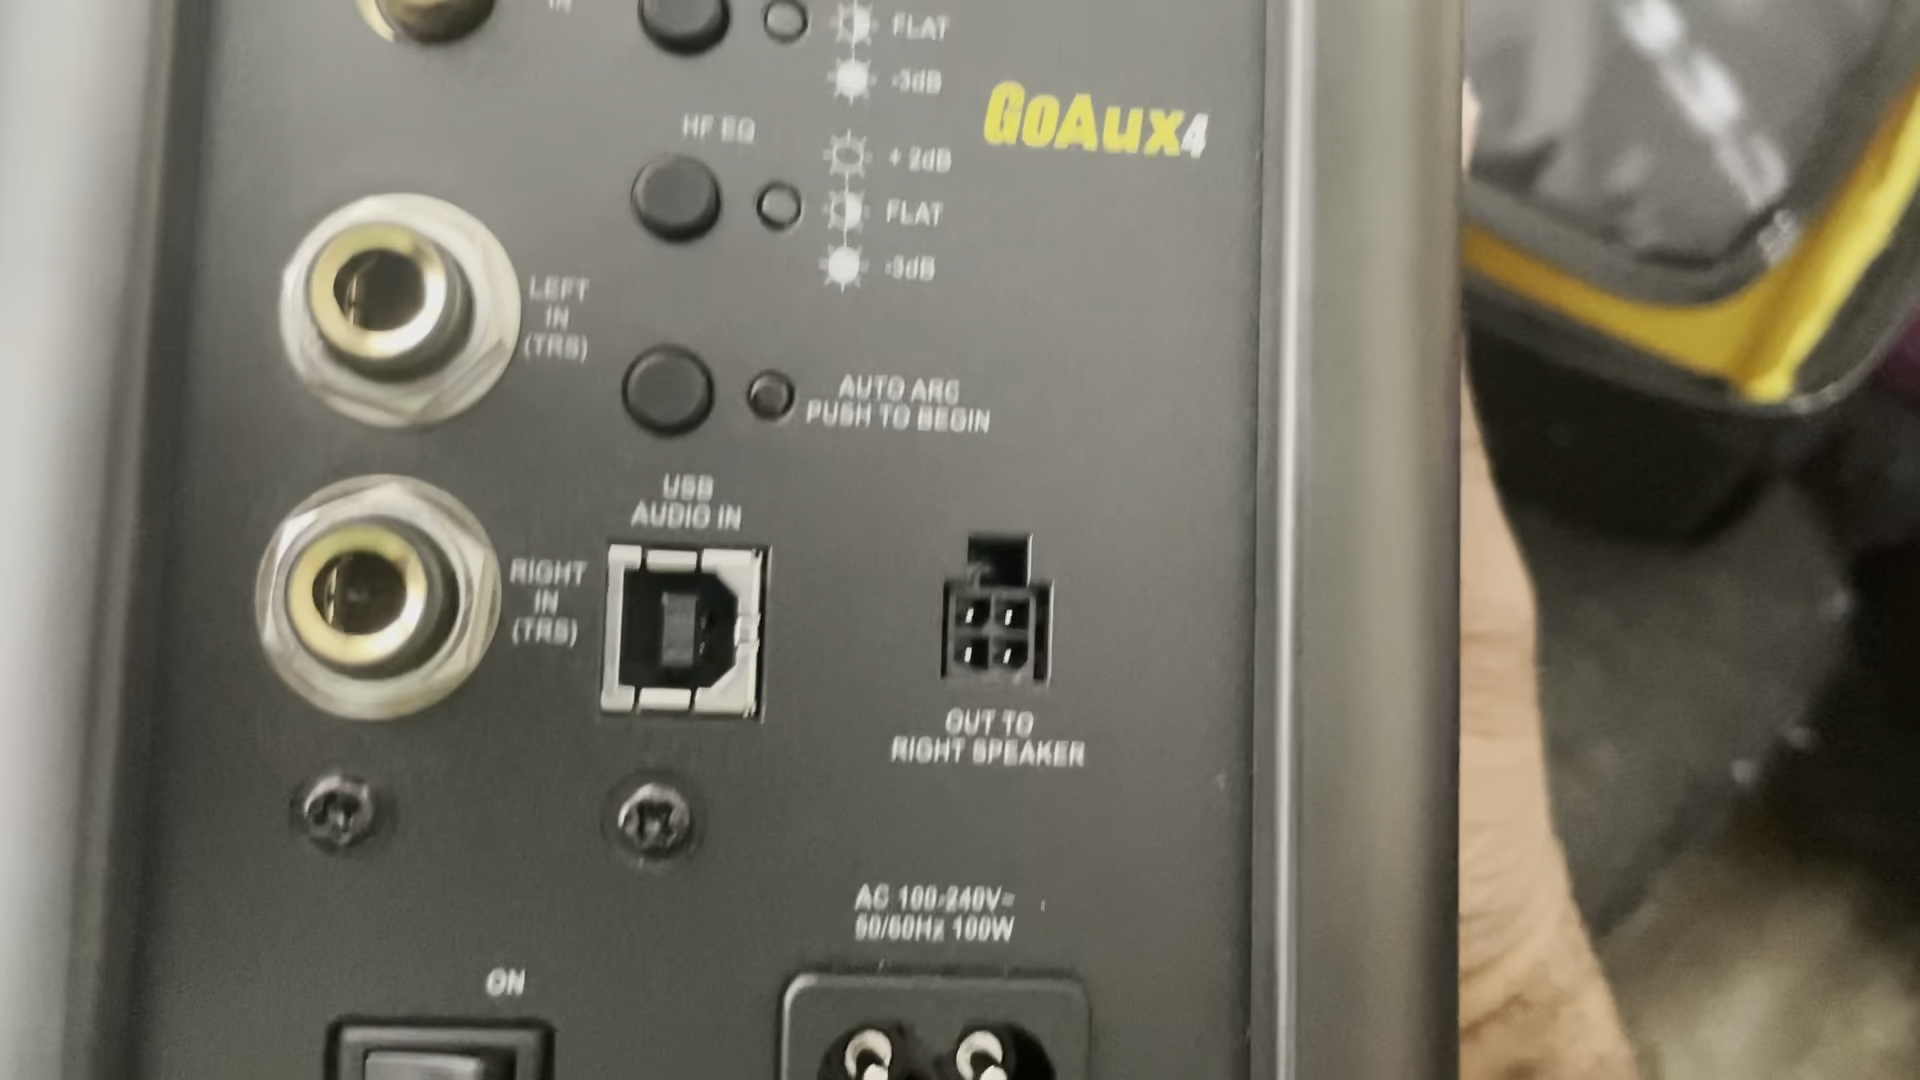 IN
FLAT
-3dB
GoAux4
HF EQ
+ 2dB
FLAT
-3dB
LEFT
IN
(TRS)
AUTO ARC
PUSH TO BEGIN
USB
AUDIO IN
RIGHT
IN
(TRS)
OUT TO
RIGHT SPEAKER
AC 100-240V=
50/60Hz 100W
ON